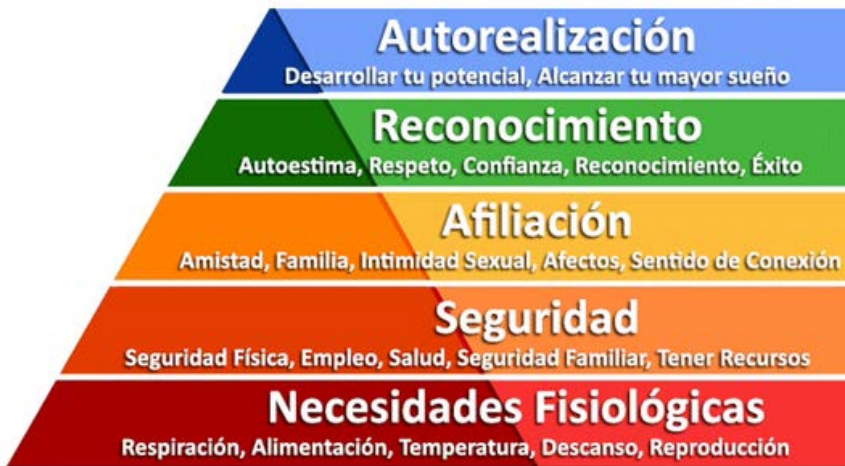 Autorealización
Desarrollar tu potencial, Alcanzar tu mayor sueño
Reconocimiento
Autoestima, Respeto, Confianza, Reconocimiento, Éxito
Afiliación
Amistad, Familia, Intimidad Sexual, Afectos, Sentido de Conexión
Seguridad
Seguridad Física, Empleo, Salud, Seguridad Familiar, Tener Recursos
Necesidades Fisiológicas
Respiración, Alimentación, Temperatura, Descanso, Reproducción